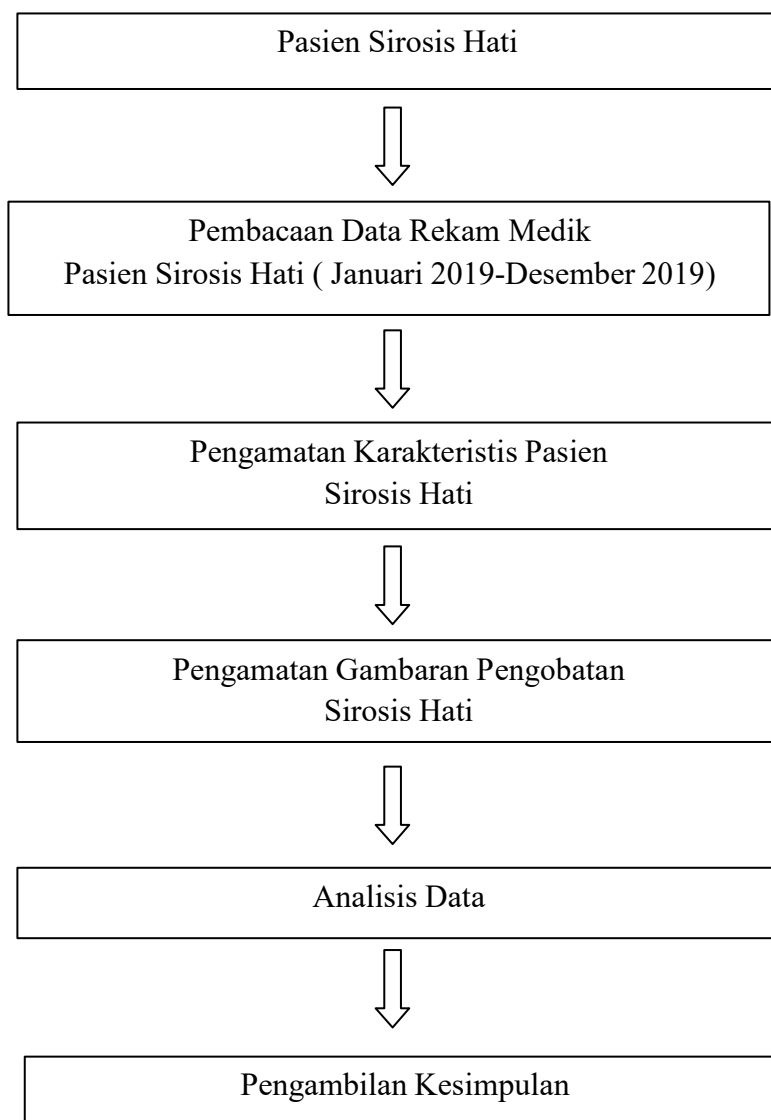 Pasien Sirosis Hati
Pembacaan Data Rekam Medik
Pasien Sirosis Hati ( Januari 2019-Desember 2019)
Pengamatan Karakteristis Pasien
Sirosis Hati
Pengamatan Gambaran Pengobatan
Sirosis Hati
Analisis Data
Pengambilan Kesimpulan